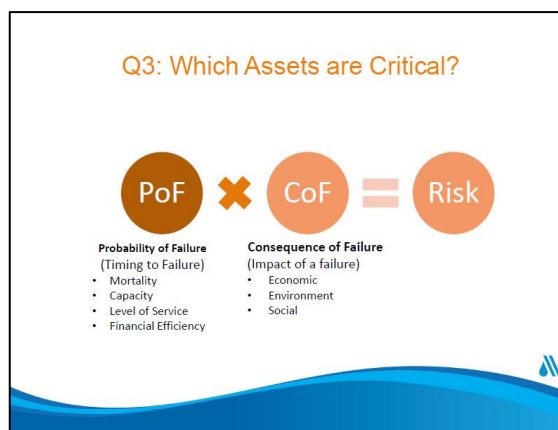 Q3: Which Assets are Critical?
PoF
CoF
Risk
Probability of Failure
(Timing to Failure)
• Mortality
• Capacity
• Level of Service
• Financial Efficiency
Consequence of Failure
(Impact of a failure)
• Economic
• Environment
• Social